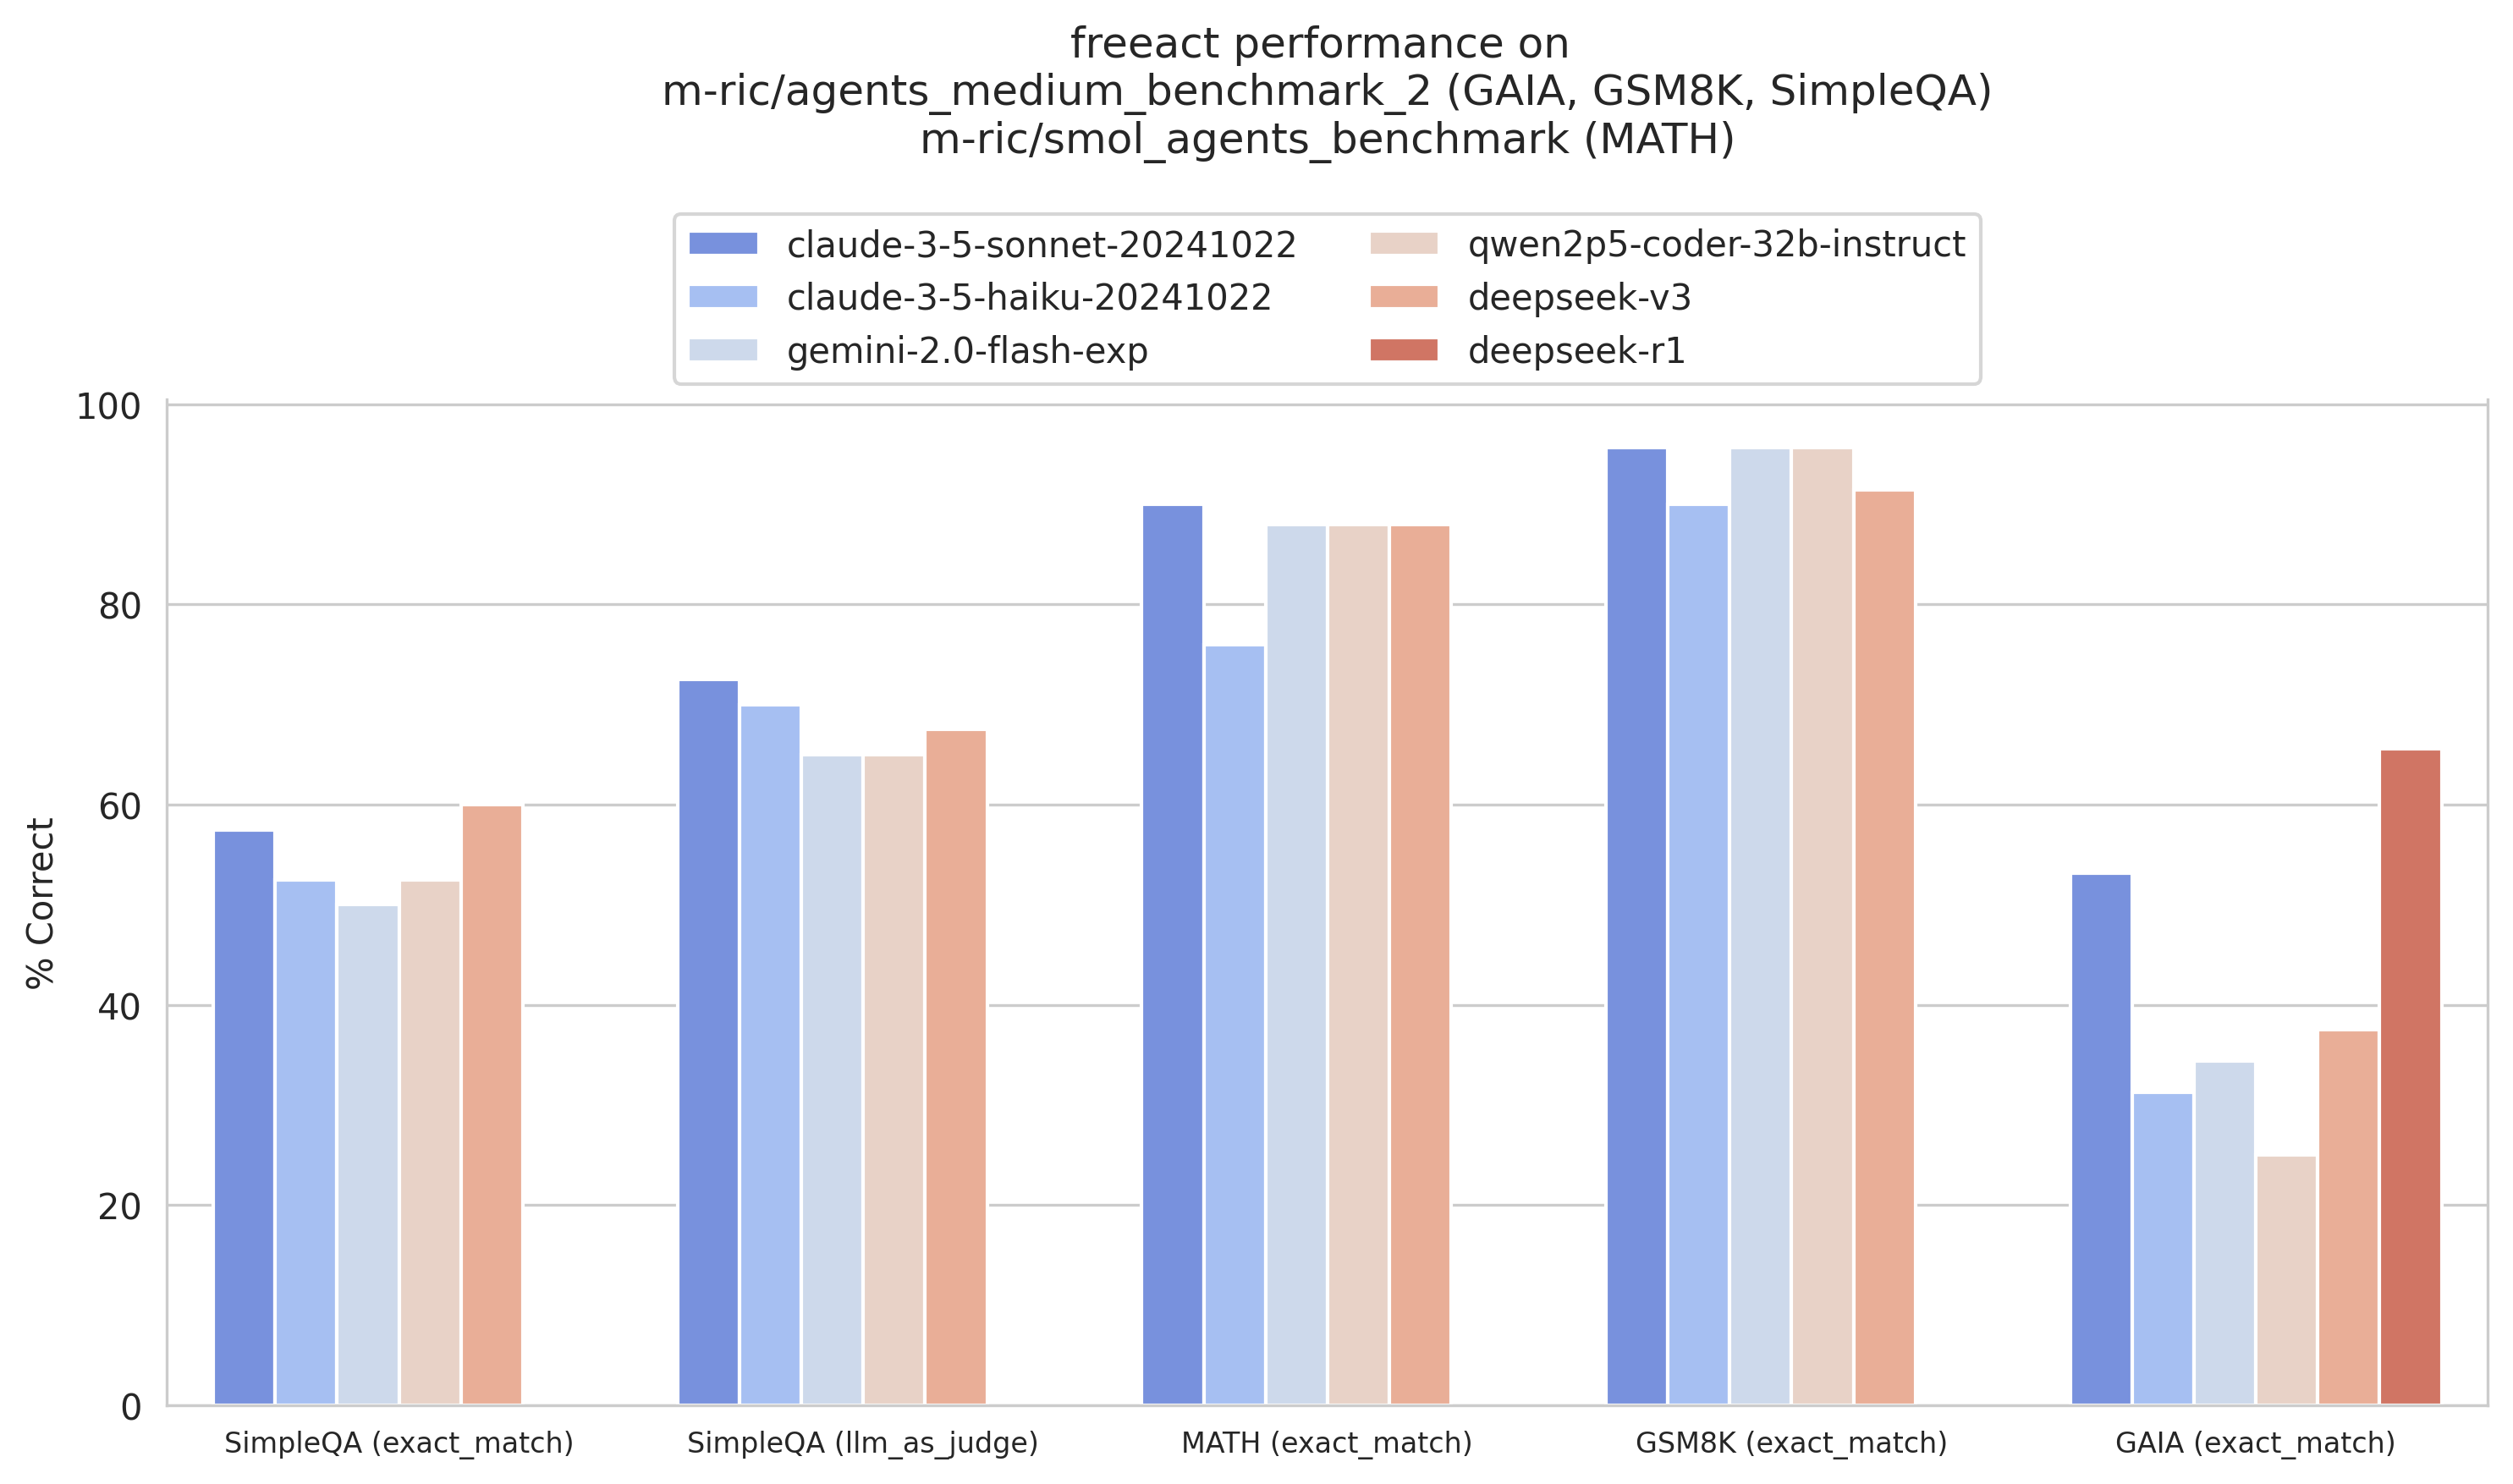 freeact performance on
m-ric/agents_medium_benchmark_2 (GAIA, GSM8K, SimpleQA)
m-ric/smol_agents_benchmark (MATH)
claude-3-5-sonnet-20241022
claude-3-5-haiku-20241022
gemini-2.0-flash-exp
qwen2p5-coder-32b-instruct
deepseek-v3
deepseek-r1
% Correct
100
80
60
40
20
0
SimpleQA (exact_match)
SimpleQA (llm_as_judge)
MATH (exact_match)
GSM8K (exact_match)
GAIA (exact_match)